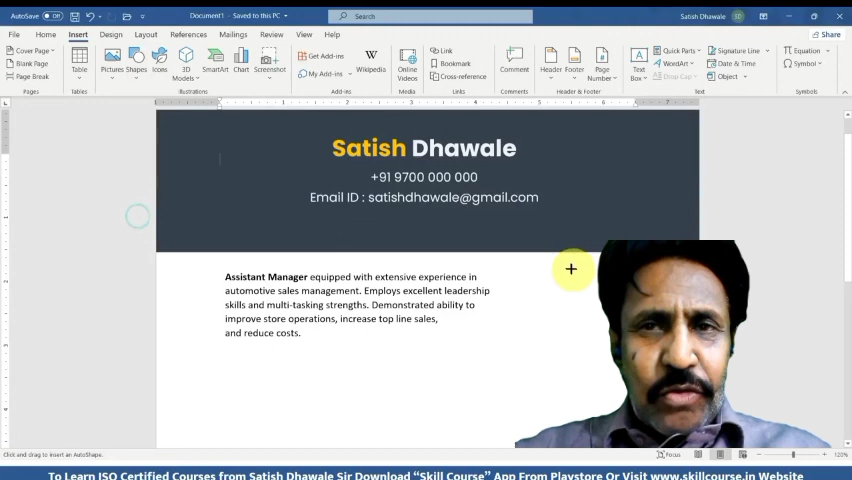 AutoSave Off Document1 - Saved to this PC Search Satish Dhawale SD
File Home Insert Design Layout References Mailings Review View Help Share
Cover Page
Blank Page
Page Break
Pages
Table
Tables
Pictures Shapes Icons 3D Models SmartArt Chart Screenshot
Illustrations
Get Add-ins
My Add-ins
Wikipedia
Add-ins
Online Videos
Media
Link
Bookmark
Cross-reference
Links
Comment
Comments
Header Footer Page Number
Header & Footer
Text Box
Quick Parts
WordArt
Drop Cap
Signature Line
Date & Time
Object
Text
Equation
Symbol
Symbols
1 2 3 4 5 6 7
Satish Dhawale
+91 9700 000 000
Email ID : satishdhawale@gmail.com
Assistant Manager equipped with extensive experience in
automotive sales management. Employs excellent leadership
skills and multi-tasking strengths. Demonstrated ability to
improve store operations, increase top line sales,
and reduce costs.
Click and drag to insert an AutoShape. Focus 120%
To Learn ISO Certified Courses from Satish Dhawale Sir Download “Skill Course” App From Playstore Or Visit www.skillcourse.in Website